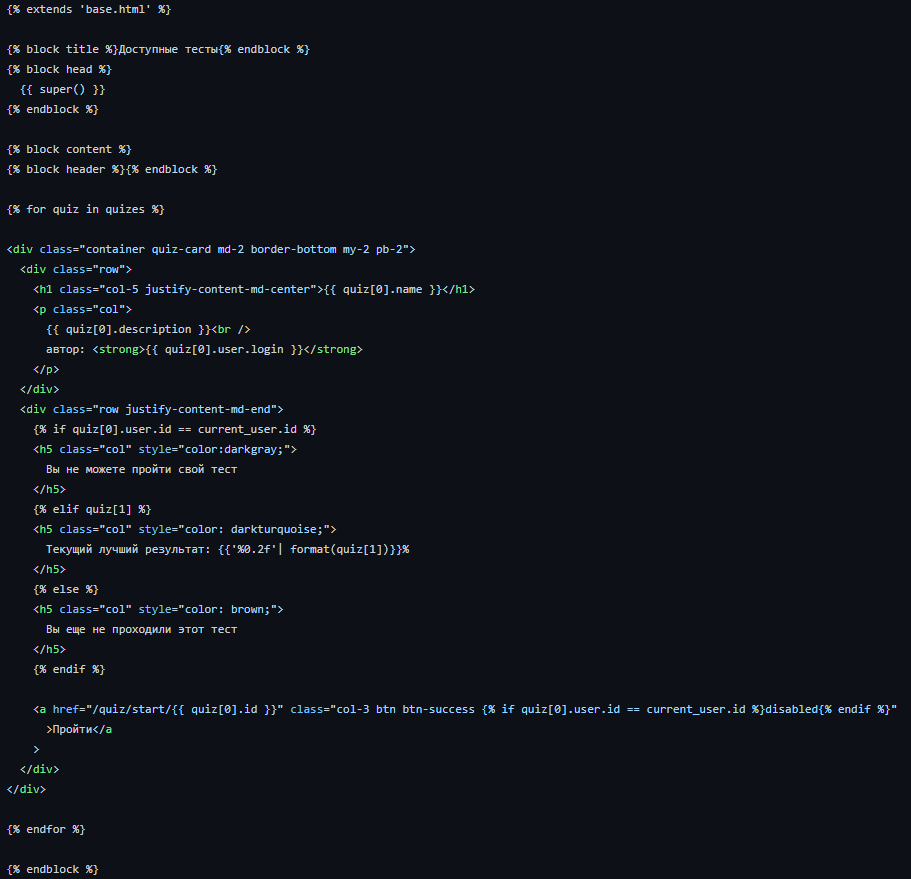 {% extends 'base.html' %}

{% block title %}Доступные тесты{% endblock %}
{% block head %}
  {{ super() }}
{% endblock %}

{% block content %}
{% block header %}{% endblock %}

{% for quiz in quizes %}

<div class="container quiz-card md-2 border-bottom my-2 pb-2">
  <div class="row">
    <h1 class="col-5 justify-content-md-center">{{ quiz[0].name }}</h1>
    <p class="col">
      {{ quiz[0].description }}<br />
      автор: <strong>{{ quiz[0].user.login }}</strong>
    </p>
  </div>
  <div class="row justify-content-md-end">
    {% if quiz[0].user.id == current_user.id %}
    <h5 class="col" style="color:darkgray;">
      Вы не можете пройти свой тест
    </h5>
    {% elif quiz[1] %}
    <h5 class="col" style="color: darkturquoise;">
      Текущий лучший результат: {{'%0.2f'| format(quiz[1])}}%
    </h5>
    {% else %}
    <h5 class="col" style="color: brown;">
      Вы еще не проходили этот тест
    </h5>
    {% endif %}

    <a href="/quiz/start/{{ quiz[0].id }}" class="col-3 btn btn-success {% if quiz[0].user.id == current_user.id %}disabled{% endif %}"
      >Пройти</a
    >
  </div>
</div>

{% endfor %}

{% endblock %}